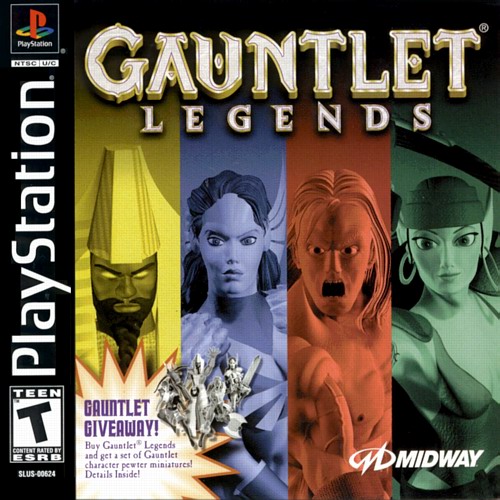 PlayStation
NTSC U/C
PlayStation
TEEN
T
CONTENT RATED BY
ESRB
SLUS-00624
GAUNTLET®
LEGENDS
GAUNTLET
GIVEAWAY!
Buy Gauntlet® Legends
and get a set of Gauntlet
character pewter miniatures!
Details Inside!
MIDWAY